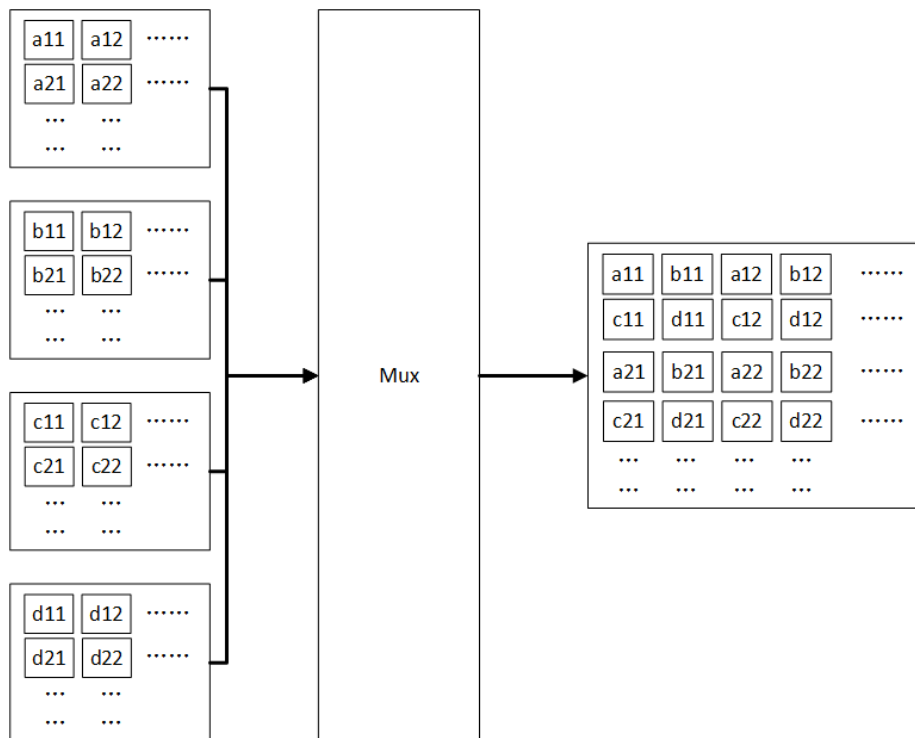 a11 a12 ......
a21 a22 ......
... ...
... ...
b11 b12 ......
b21 b22 ......
... ...
... ...
c11 c12 ......
c21 c22 ......
... ...
... ...
d11 d12 ......
d21 d22 ......
... ...
... ...
Mux
a11 b11 a12 b12 ......
c11 d11 c12 d12 ......
a21 b21 a22 b22 ......
c21 d21 c22 d22 ......
... ... ... ...
... ... ... ...